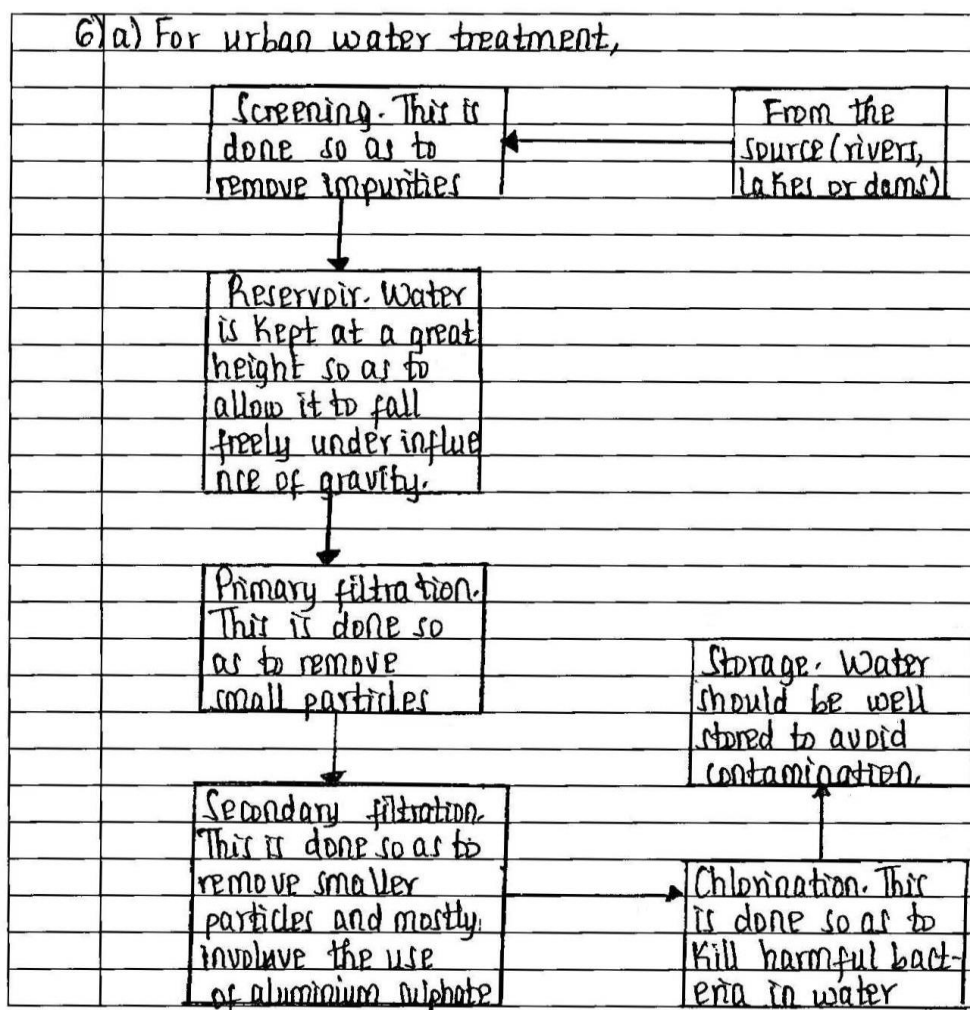 6) a) For urban water treatment,
From the
source (rivers,
lakes or dams)
Screening. This is
done so as to
remove impurities
Reservoir. Water
is kept at a great
height so as to
allow it to fall
freely under influe
nce of gravity.
Primary filtration.
This is done so
as to remove
small particles
Secondary filtration.
This is done so as to
remove smaller
particles and mostly
involuve the use
of aluminium sulphate
Chlorination. This
is done so as to
kill harmful bact-
eria in water
Storage. Water
should be well
stored to avoid
contamination.